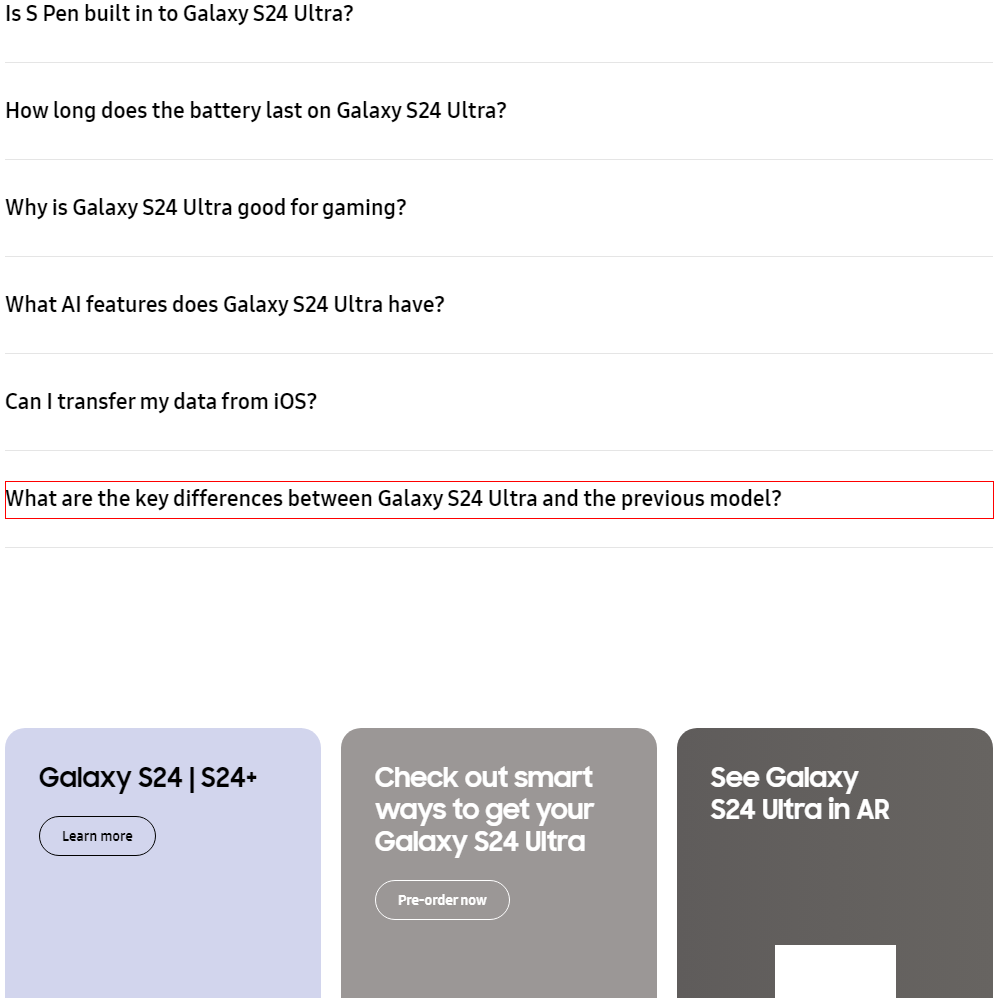 Is S Pen built in to Galaxy S24 Ultra?
How long does the battery last on Galaxy S24 Ultra?
Why is Galaxy S24 Ultra good for gaming?
What AI features does Galaxy S24 Ultra have?
Can I transfer my data from iOS?
What are the key differences between Galaxy S24 Ultra and the previous model?
Galaxy S24 | S24+
Learn more
Check out smart
ways to get your
Galaxy S24 Ultra
Pre-order now
See Galaxy
S24 Ultra in AR